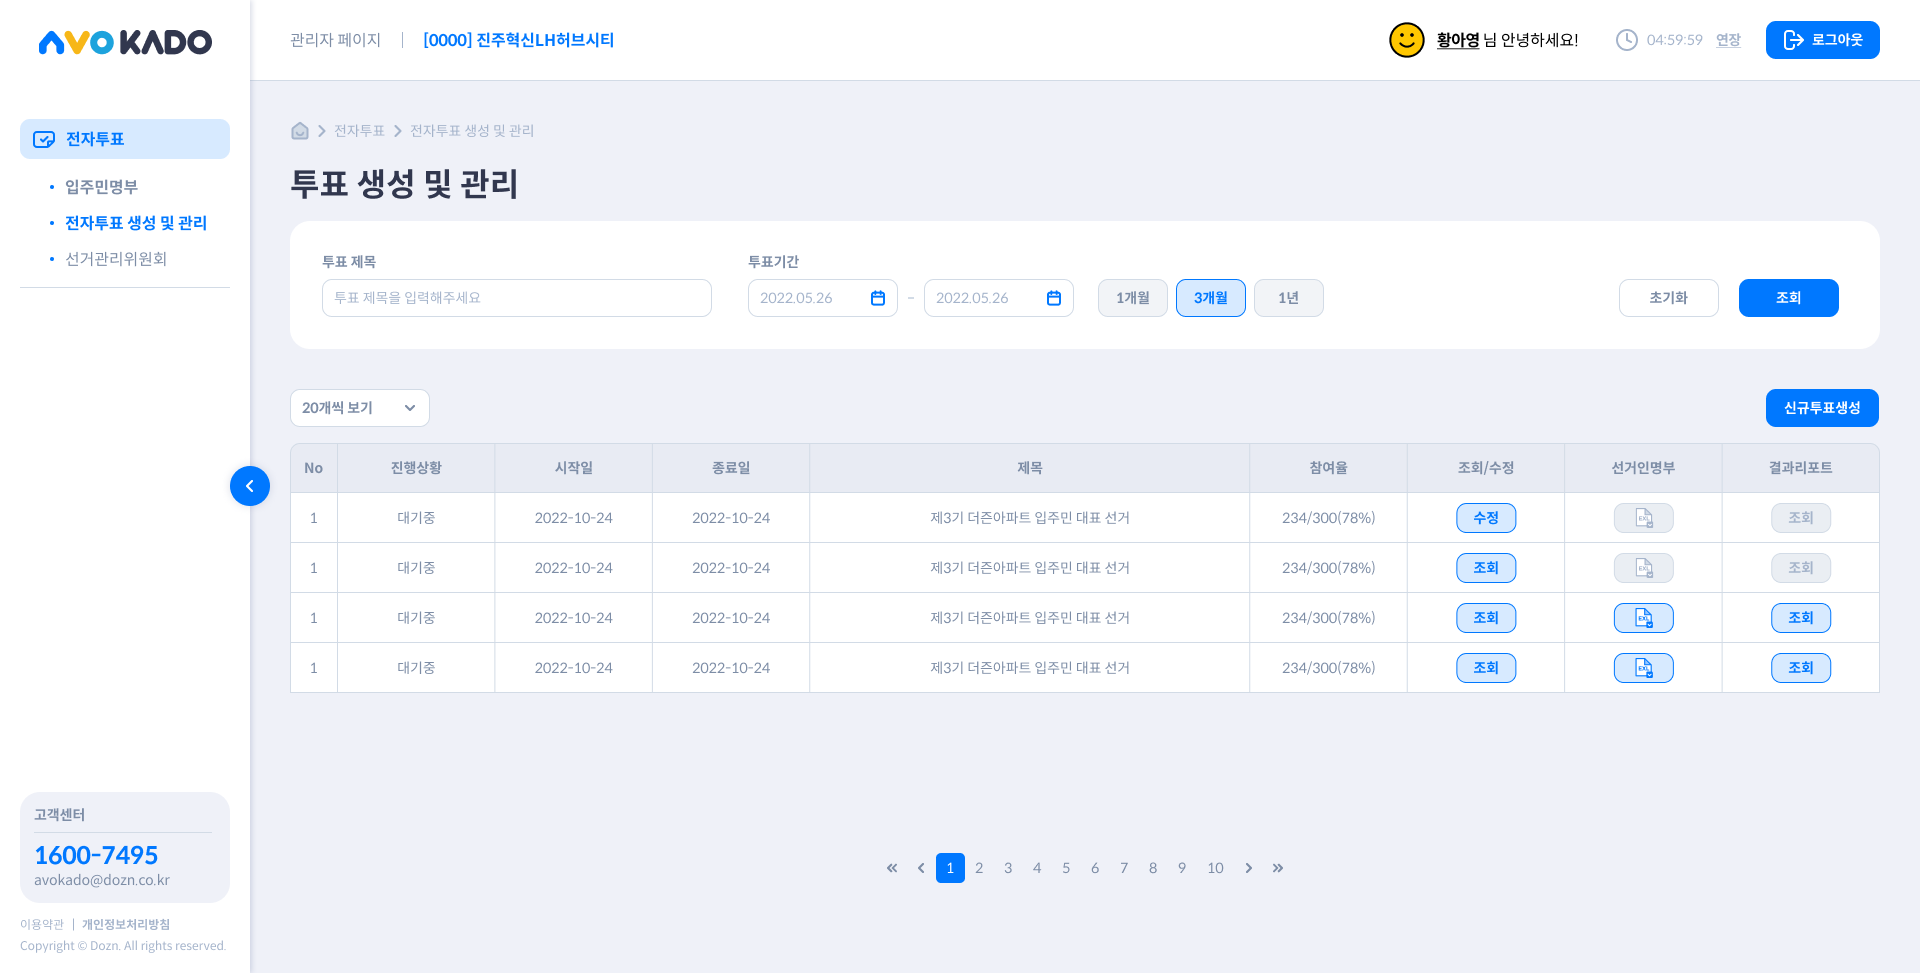 AVOKADO
관리자 페이지 | [0000] 진주혁신LH허브시티
황아영 님 안녕하세요!
04:59:59 연장
로그아웃
전자투표
입주민명부
전자투표 생성 및 관리
선거관리위원회
전자투표 > 전자투표 생성 및 관리
투표 생성 및 관리
투표 제목
투표 제목을 입력해주세요
투표기간
2022.05.26 - 2022.05.26
1개월 3개월 1년
초기화 조회
20개씩 보기
신규투표생성
No 진행상황 시작일 종료일 제목 참여율 조회/수정 선거인명부 결과리포트
1 대기중 2022-10-24 2022-10-24 제3기 더즌아파트 입주민 대표 선거 234/300(78%) 수정 EXL 조회
1 대기중 2022-10-24 2022-10-24 제3기 더즌아파트 입주민 대표 선거 234/300(78%) 조회 EXL 조회
1 대기중 2022-10-24 2022-10-24 제3기 더즌아파트 입주민 대표 선거 234/300(78%) 조회 EXL 조회
1 대기중 2022-10-24 2022-10-24 제3기 더즌아파트 입주민 대표 선거 234/300(78%) 조회 EXL 조회
« ‹ 1 2 3 4 5 6 7 8 9 10 › »
고객센터
1600-7495
avokado@dozn.co.kr
이용약관 | 개인정보처리방침
Copyright © Dozn. All rights reserved.